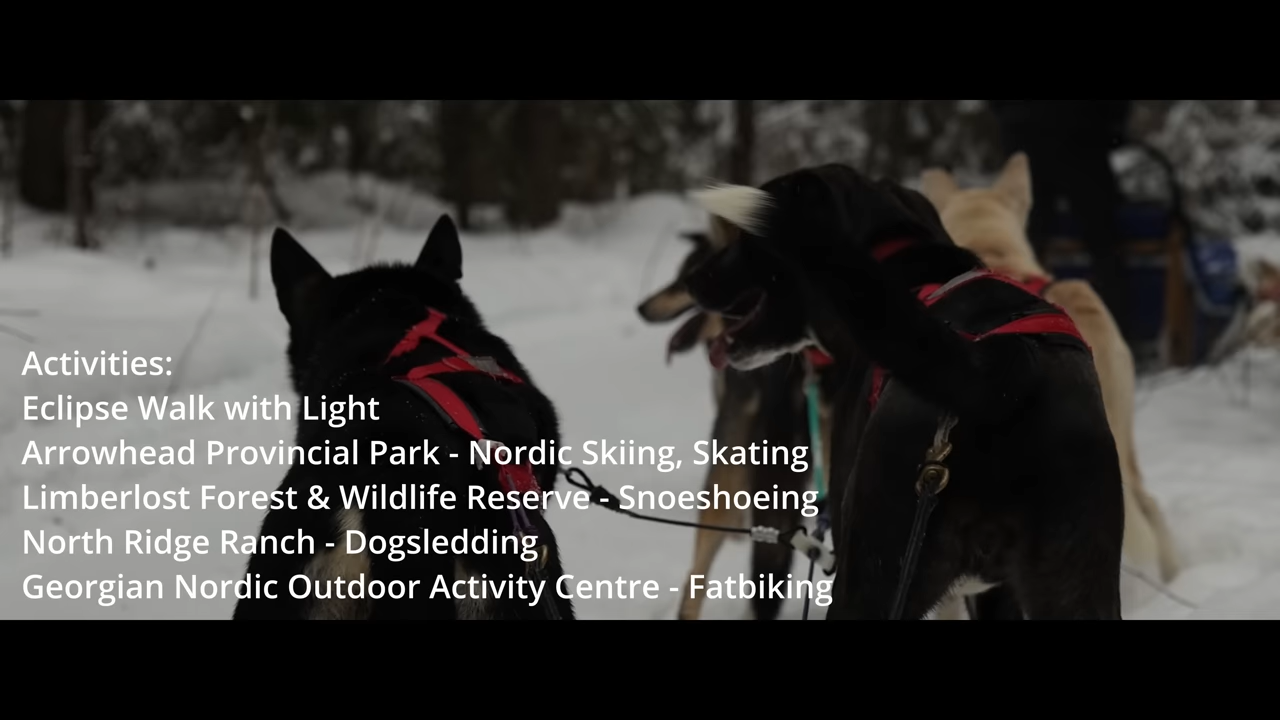 Activities:
Eclipse Walk with Light
Arrowhead Provincial Park - Nordic Skiing, Skating
Limberlost Forest & Wildlife Reserve - Snoeshoeing
North Ridge Ranch - Dogsledding
Georgian Nordic Outdoor Activity Centre - Fatbiking